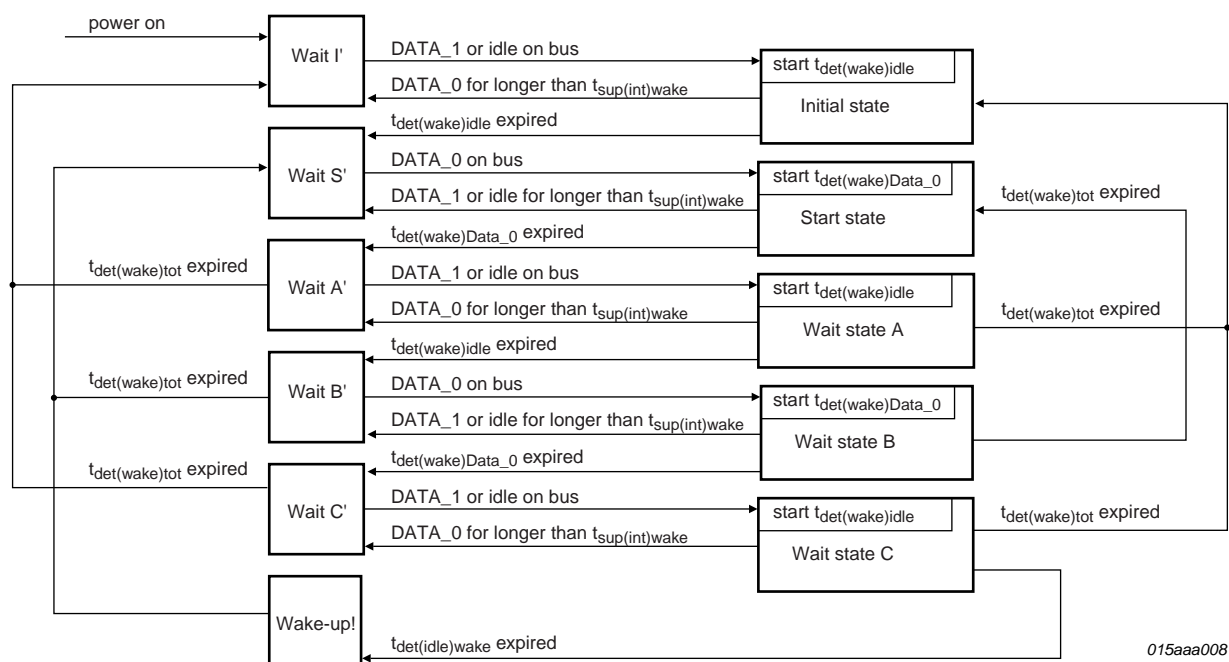 power on
Wait I'
DATA_1 or idle on bus
start tdet(wake)idle
DATA_0 for longer than tsup(int)wake
Initial state
tdet(wake)idle expired
Wait S'
DATA_0 on bus
start tdet(wake)Data_0
DATA_1 or idle for longer than tsup(int)wake
Start state
tdet(wake)tot expired
tdet(wake)Data_0 expired
tdet(wake)tot expired
Wait A'
DATA_1 or idle on bus
start tdet(wake)idle
DATA_0 for longer than tsup(int)wake
Wait state A
tdet(wake)tot expired
tdet(wake)idle expired
tdet(wake)tot expired
Wait B'
DATA_0 on bus
start tdet(wake)Data_0
DATA_1 or idle for longer than tsup(int)wake
Wait state B
tdet(wake)Data_0 expired
tdet(wake)tot expired
Wait C'
DATA_1 or idle on bus
start tdet(wake)idle
tdet(wake)tot expired
DATA_0 for longer than tsup(int)wake
Wait state C
Wake-up!
tdet(idle)wake expired
015aaa008